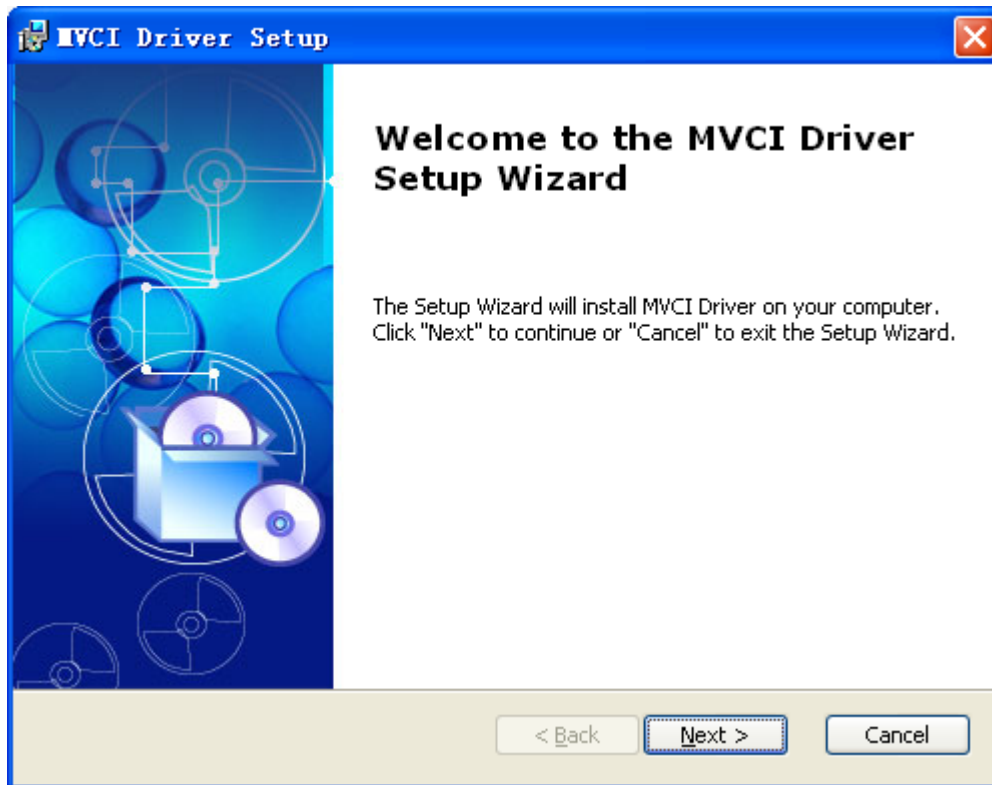 MVCI Driver Setup
Welcome to the MVCI Driver
Setup Wizard
The Setup Wizard will install MVCI Driver on your computer.
Click "Next" to continue or "Cancel" to exit the Setup Wizard.
< Back
Next >
Cancel